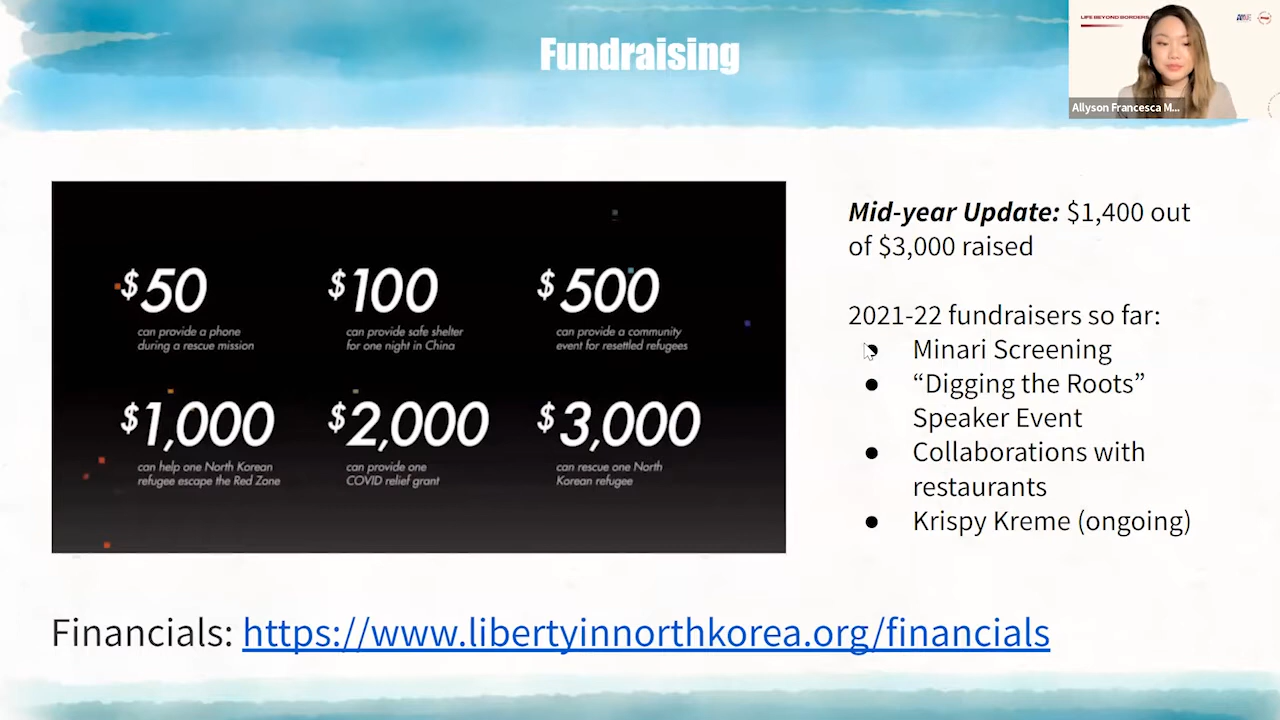 Fundraising
LIFE BEYOND BORDERS
Allyson Francesca M...
$50
can provide a phone
during a rescue mission
$100
can provide safe shelter
for one night in China
$500
can provide a community
event for resettled refugees
$1,000
can help one North Korean
refugee escape the Red Zone
$2,000
can provide one
COVID relief grant
$3,000
can rescue one North
Korean refugee
Mid-year Update: $1,400 out
of $3,000 raised
2021-22 fundraisers so far:
● Minari Screening
● “Digging the Roots”
Speaker Event
● Collaborations with
restaurants
● Krispy Kreme (ongoing)
Financials: https://www.libertyinnorthkorea.org/financials